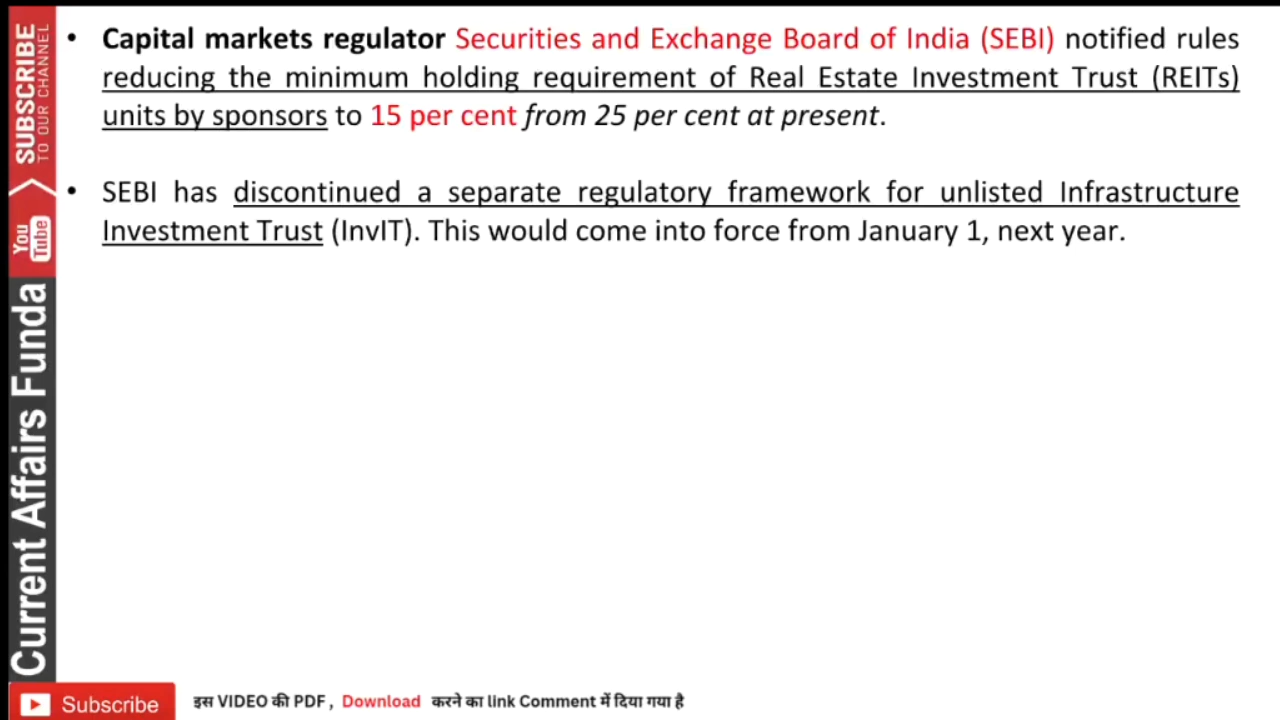 • Capital markets regulator Securities and Exchange Board of India (SEBI) notified rules
reducing the minimum holding requirement of Real Estate Investment Trust (REITs)
units by sponsors to 15 per cent from 25 per cent at present.
• SEBI has discontinued a separate regulatory framework for unlisted Infrastructure
Investment Trust (InvIT). This would come into force from January 1, next year.
SUBSCRIBE
TO OUR CHANNEL
You
Tube
Current Affairs Funda
Subscribe
इस VIDEO की PDF , Download करने का link Comment में दिया गया है